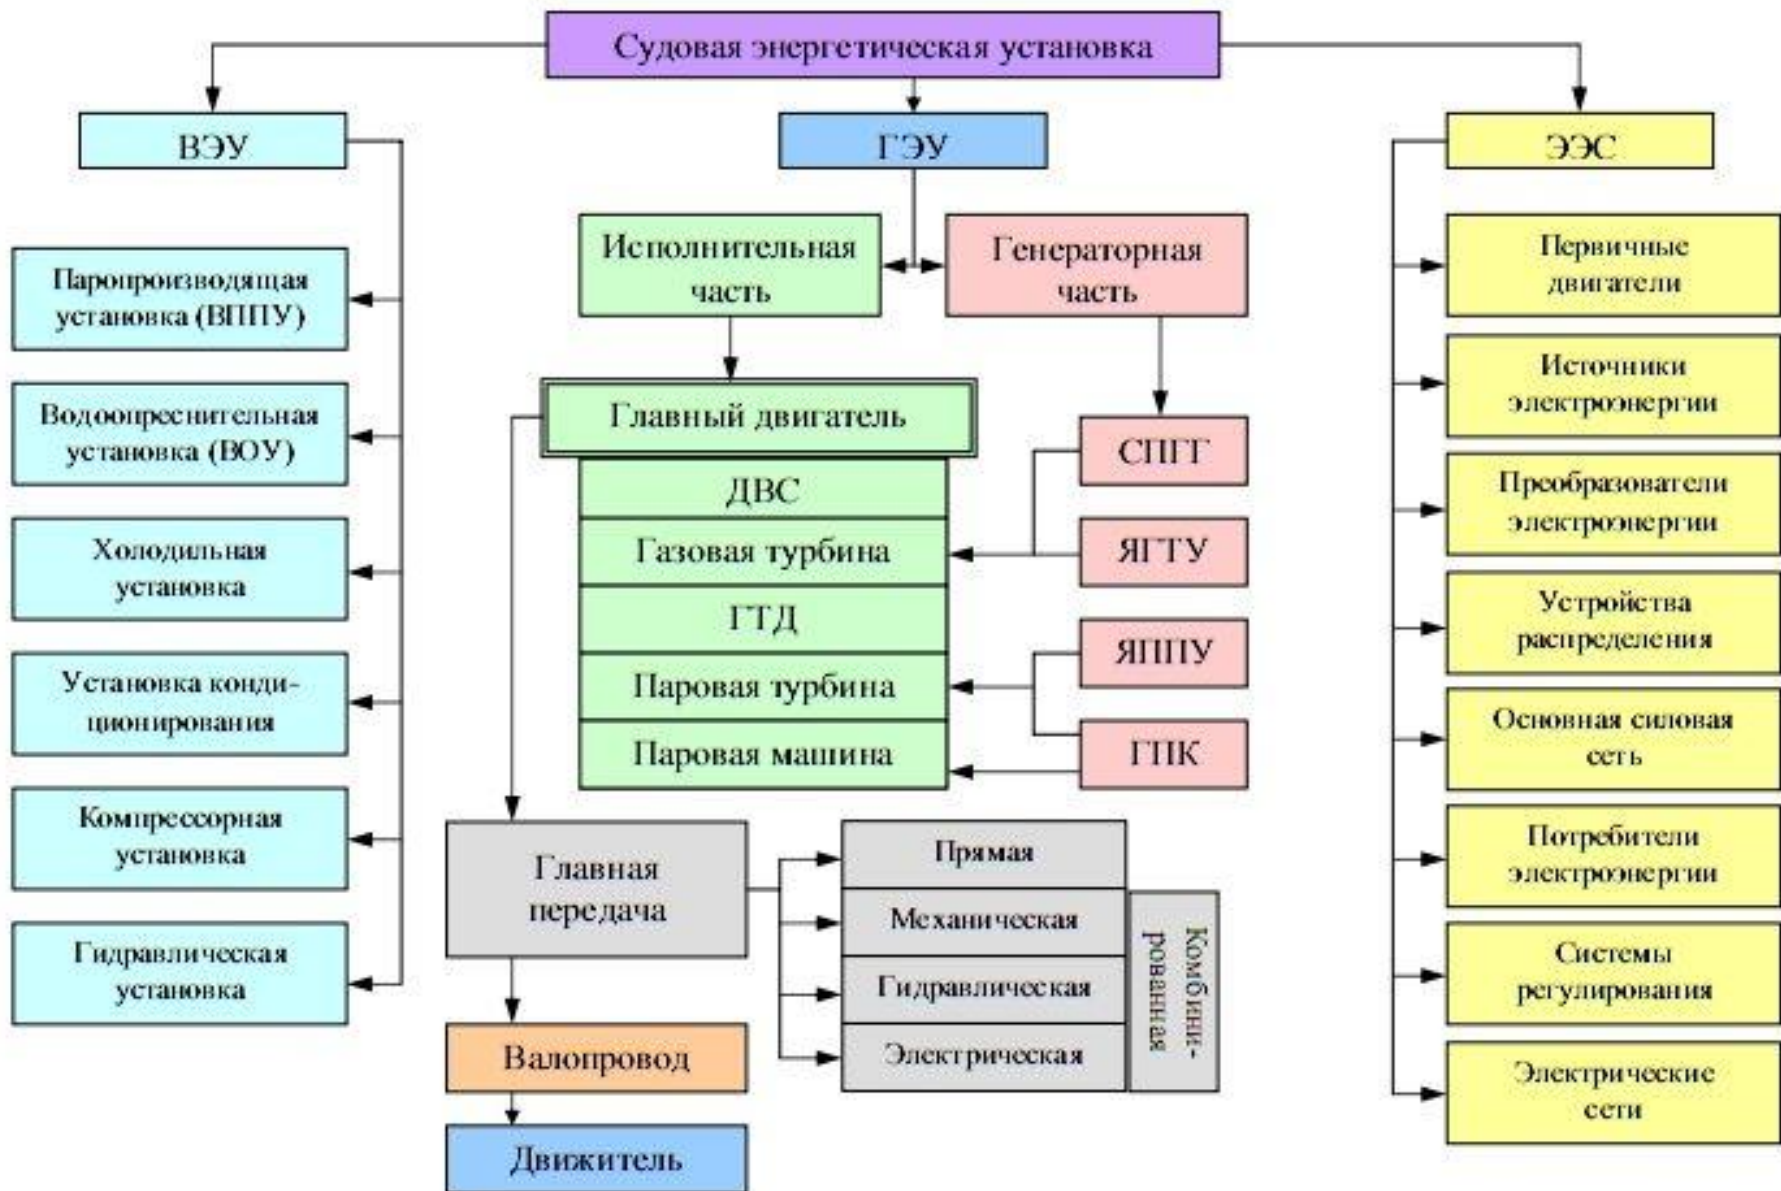 Судовая энергетическая установка
ВЭУ
Паропроизводящая
установка (ВППУ)
Водоопреснительная
установка (ВОУ)
Холодильная
установка
Установка конди-
ционирования
Компрессорная
установка
Гидравлическая
установка
ГЭУ
Исполнительная
часть
Генераторная
часть
Главный двигатель
ДВС
Газовая турбина
ГТД
Паровая турбина
Паровая машина
СПГГ
ЯГТУ
ЯППУ
ГПК
Главная
передача
Прямая
Механическая
Гидравлическая
Электрическая
Комбини-
рованная
Валопровод
Движитель
ЭЭС
Первичные
двигатели
Источники
электроэнергии
Преобразователи
электроэнергии
Устройства
распределения
Основная силовая
сеть
Потребители
электроэнергии
Системы
регулирования
Электрические
сети